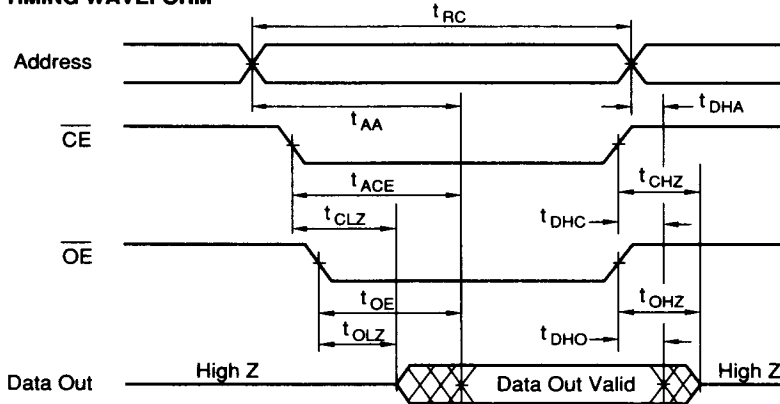 TIMING WAVEFORM
tRC
Address
tAA
tDHA
CE
tACE
tCHZ
tCLZ
tDHC
OE
tOE
tOHZ
tOLZ
tDHO
High Z
Data Out Valid
High Z
Data Out